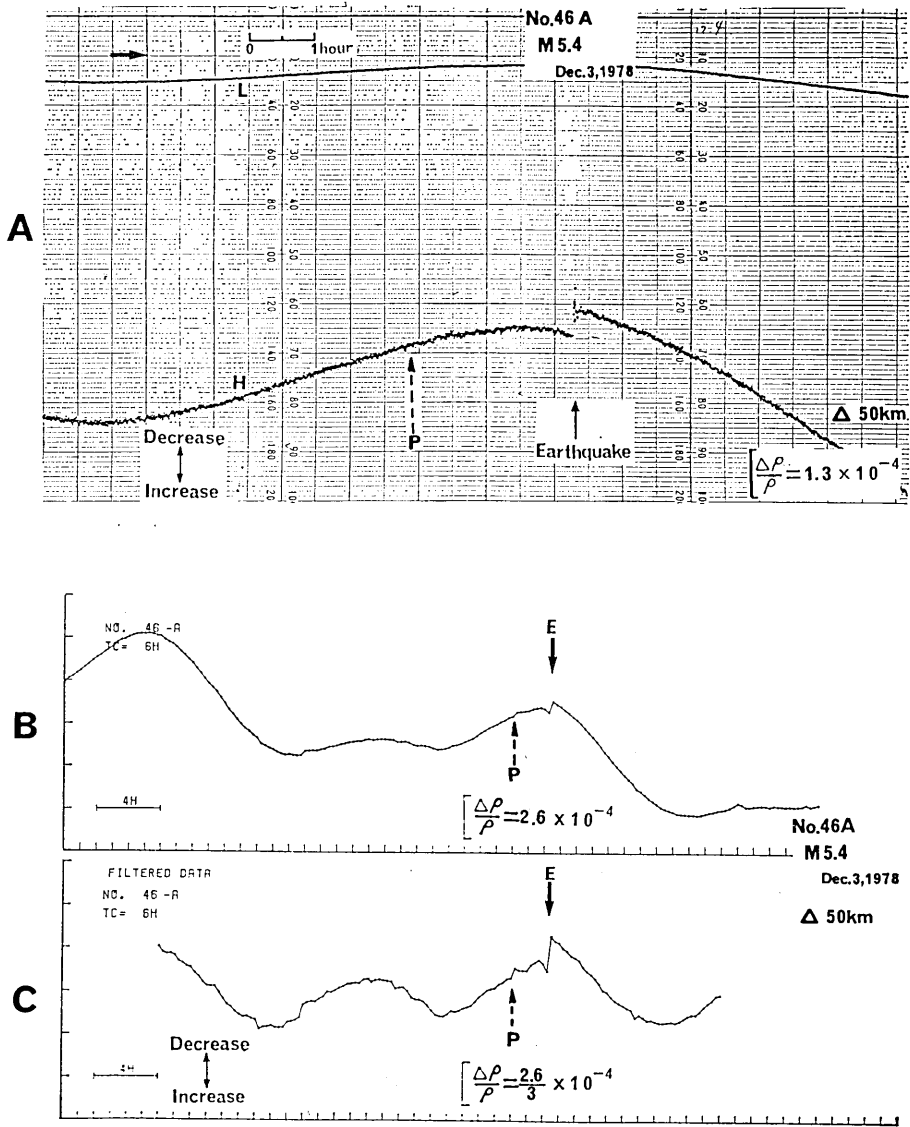 No.46 A
M 5.4
Dec.3,1978
0 1hour
L
A
H
P
Decrease
Increase
Earthquake
Δ 50km
Δρ/ρ = 1.3 × 10⁻⁴
NO. 46 -A
TC= 6H
E
B
P
4H
Δρ/ρ = 2.6 × 10⁻⁴
No.46A
M 5.4
Dec.3,1978
Δ 50km
FILTERED DATA
NO. 46 -A
TC= 6H
E
C
P
Decrease
Increase
4H
Δρ/ρ = 2.6/3 × 10⁻⁴